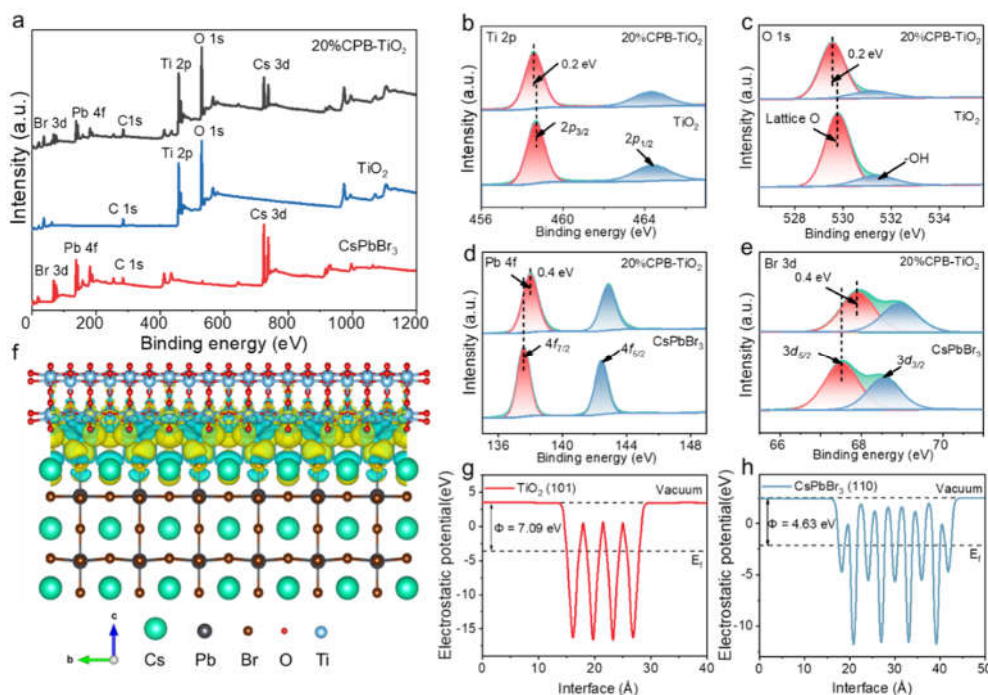 a
20%CPB-TiO2
O 1s
Ti 2p
Cs 3d
Pb 4f
Br 3d
C1s
O 1s
Ti 2p
TiO2
C 1s
Cs 3d
Pb 4f
CsPbBr3
C 1s
Br 3d
Intensity (a.u.)
0 200 400 600 800 1000 1200
Binding energy (eV)
b
Ti 2p
20%CPB-TiO2
0.2 eV
TiO2
2p3/2
2p1/2
Intensity (a.u.)
456 460 464
Binding energy (eV)
c
O 1s
20%CPB-TiO2
0.2 eV
Lattice O
TiO2
-OH
Intensity (a.u.)
528 530 532 534
Binding energy (eV)
d
Pb 4f
20%CPB-TiO2
0.4 eV
CsPbBr3
4f7/2
4f5/2
Intensity (a.u.)
136 140 144 148
Binding energy (eV)
e
Br 3d
20%CPB-TiO2
0.4 eV
CsPbBr3
3d5/2
3d3/2
Intensity (a.u.)
66 68 70
Binding energy (eV)
f
c
b
Cs Pb Br O Ti
g
TiO2 (101)
Vacuum
Φ = 7.09 eV
Ef
Electrostatic potential(eV)
5
0
-5
-10
-15
0 10 20 30 40
Interface (Å)
h
CsPbBr3 (110)
Vacuum
Φ = 4.63 eV
Ef
Electrostatic potential(eV)
0
-5
-10
0 10 20 30 40 50
Interface (Å)